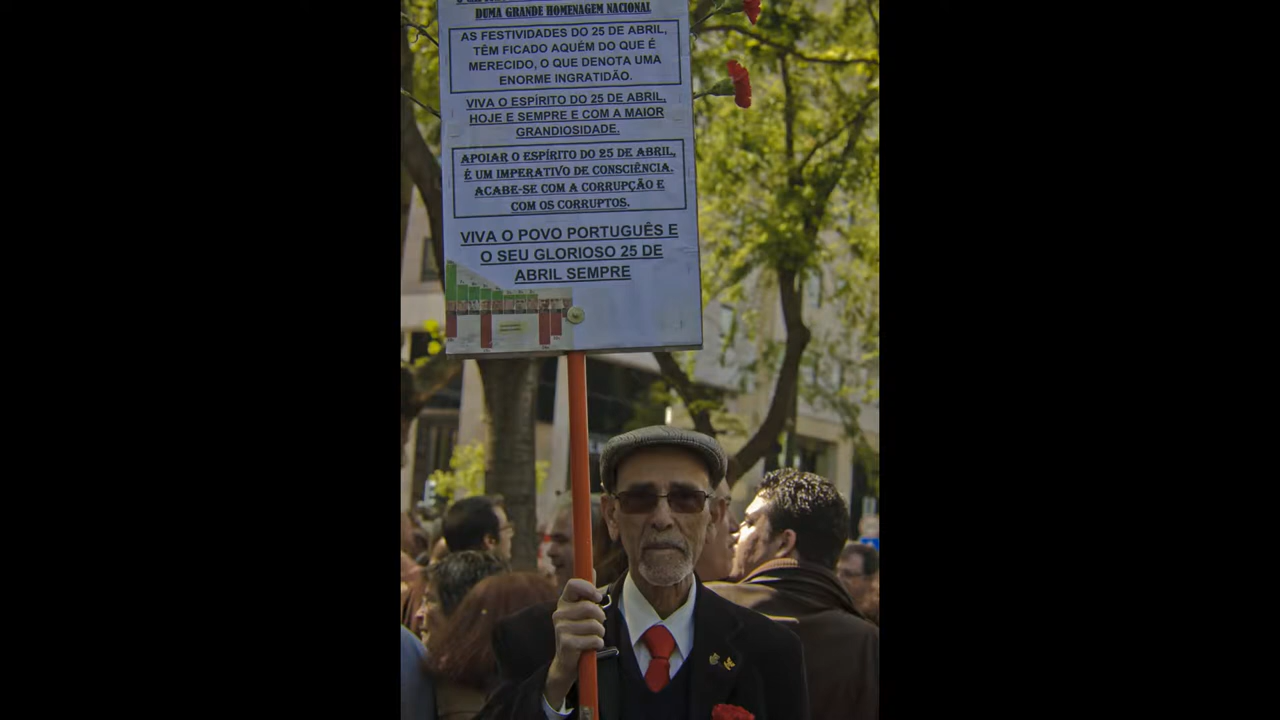 DUMA GRANDE HOMENAGEM NACIONAL
AS FESTIVIDADES DO 25 DE ABRIL,
TÊM FICADO AQUÉM DO QUE É
MERECIDO, O QUE DENOTA UMA
ENORME INGRATIDÃO.
VIVA O ESPÍRITO DO 25 DE ABRIL,
HOJE E SEMPRE E COM A MAIOR
GRANDIOSIDADE.
APOIAR O ESPÍRITO DO 25 DE ABRIL,
É UM IMPERATIVO DE CONSCIÊNCIA.
ACABE-SE COM A CORRUPÇÃO E
COM OS CORRUPTOS.
VIVA O POVO PORTUGUÊS E
O SEU GLORIOSO 25 DE
ABRIL SEMPRE